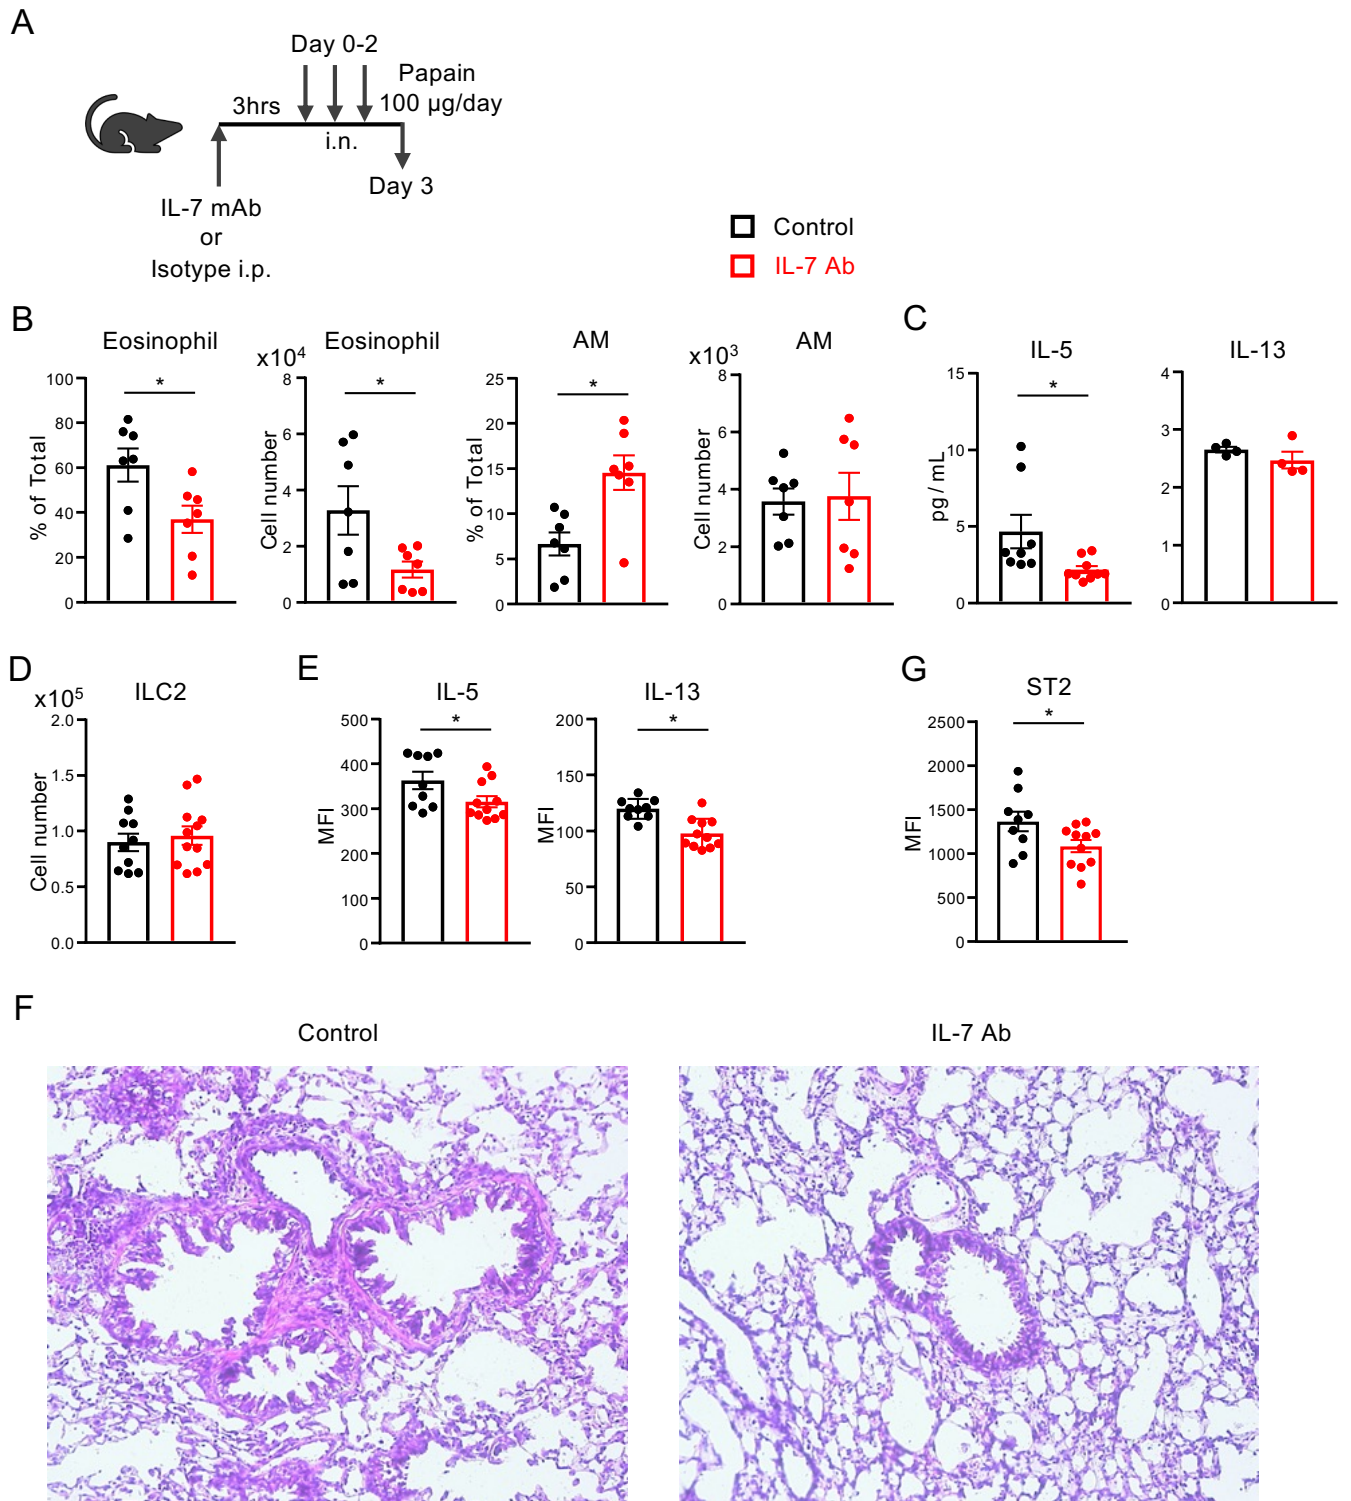 A
Day 0-2
Papain
100 μg/day
3hrs
i.n.
Day 3
IL-7 mAb
or
Isotype i.p.
Control
IL-7 Ab
B
Eosinophil
% of Total
100
80
60
40
20
0
*
Eosinophil
x10⁴
Cell number
8
6
4
2
0
*
AM
% of Total
25
20
15
10
5
0
*
AM
x10³
Cell number
8
6
4
2
0
C
IL-5
pg / mL
15
10
5
0
*
IL-13
4
3
2
1
0
D
ILC2
x10⁵
Cell number
2.0
1.5
1.0
0.5
0.0
E
IL-5
MFI
500
400
300
200
100
0
*
IL-13
MFI
200
150
100
50
0
*
G
ST2
MFI
2500
2000
1500
1000
500
0
*
F
Control
IL-7 Ab